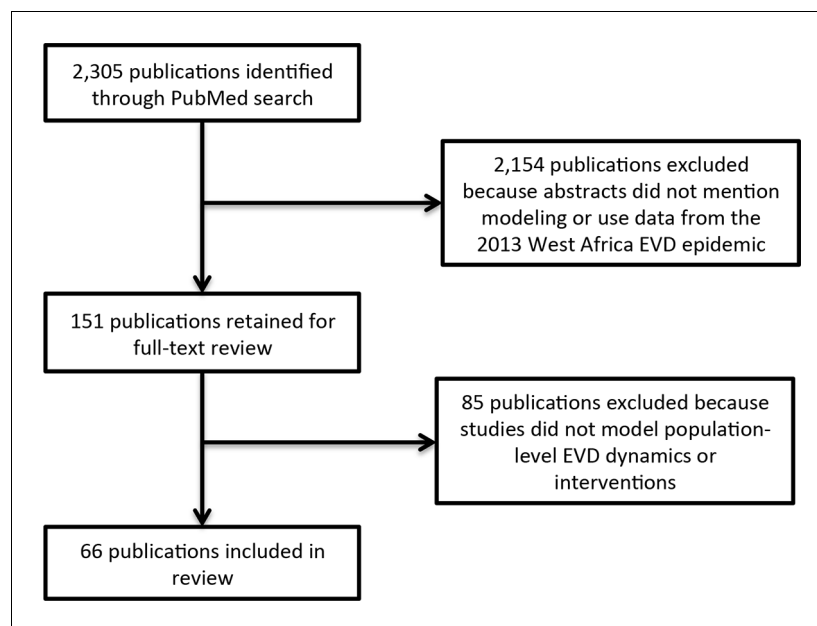 2,305 publications identified
through PubMed search
2,154 publications excluded
because abstracts did not mention
modeling or use data from the
2013 West Africa EVD epidemic
151 publications retained for
full-text review
85 publications excluded because
studies did not model population-
level EVD dynamics or
interventions
66 publications included in
review